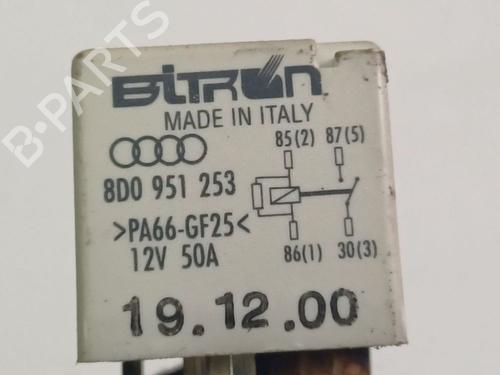 B-PARTS
BITRON
MADE IN ITALY
85(2) 87(5)
8D0 951 253
>PA66-GF25<
12V 50A
86(1) 30(3)
19.12.00